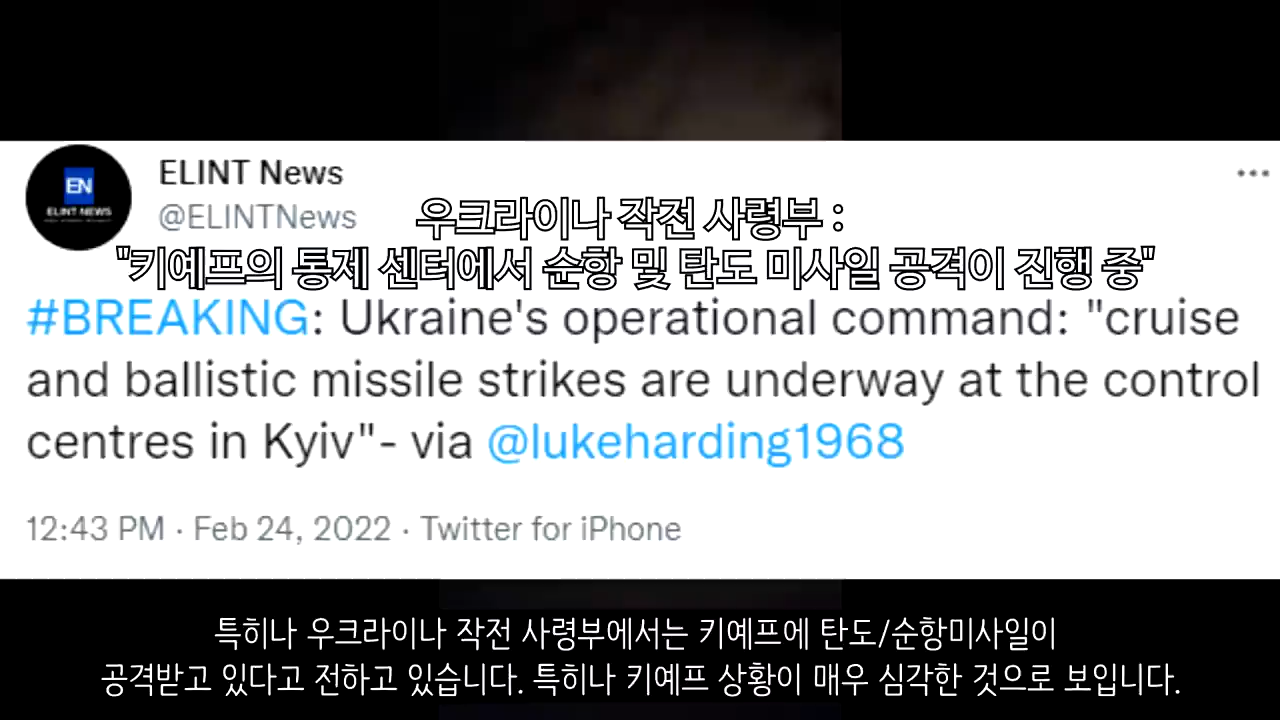 EN
ELINT NEWS
ELINT News
@ELINTNews
우크라이나 작전 사령부 :
"키예프의 통제 센터에서 순항 및 탄도 미사일 공격이 진행 중"
#BREAKING: Ukraine's operational command: "cruise
and ballistic missile strikes are underway at the control
centres in Kyiv"- via @lukeharding1968
12:43 PM · Feb 24, 2022 · Twitter for iPhone
특히나 우크라이나 작전 사령부에서는 키예프에 탄도/순항미사일이
공격받고 있다고 전하고 있습니다. 특히나 키예프 상황이 매우 심각한 것으로 보입니다.